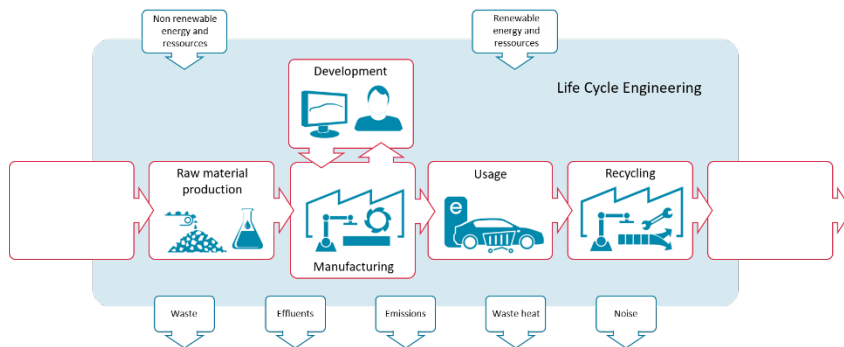 Non renewable
energy and
ressources
Renewable
energy and
ressources
Development
Life Cycle Engineering
Raw material
production
Manufacturing
Usage
e
Recycling
Waste
Effluents
Emissions
Waste heat
Noise